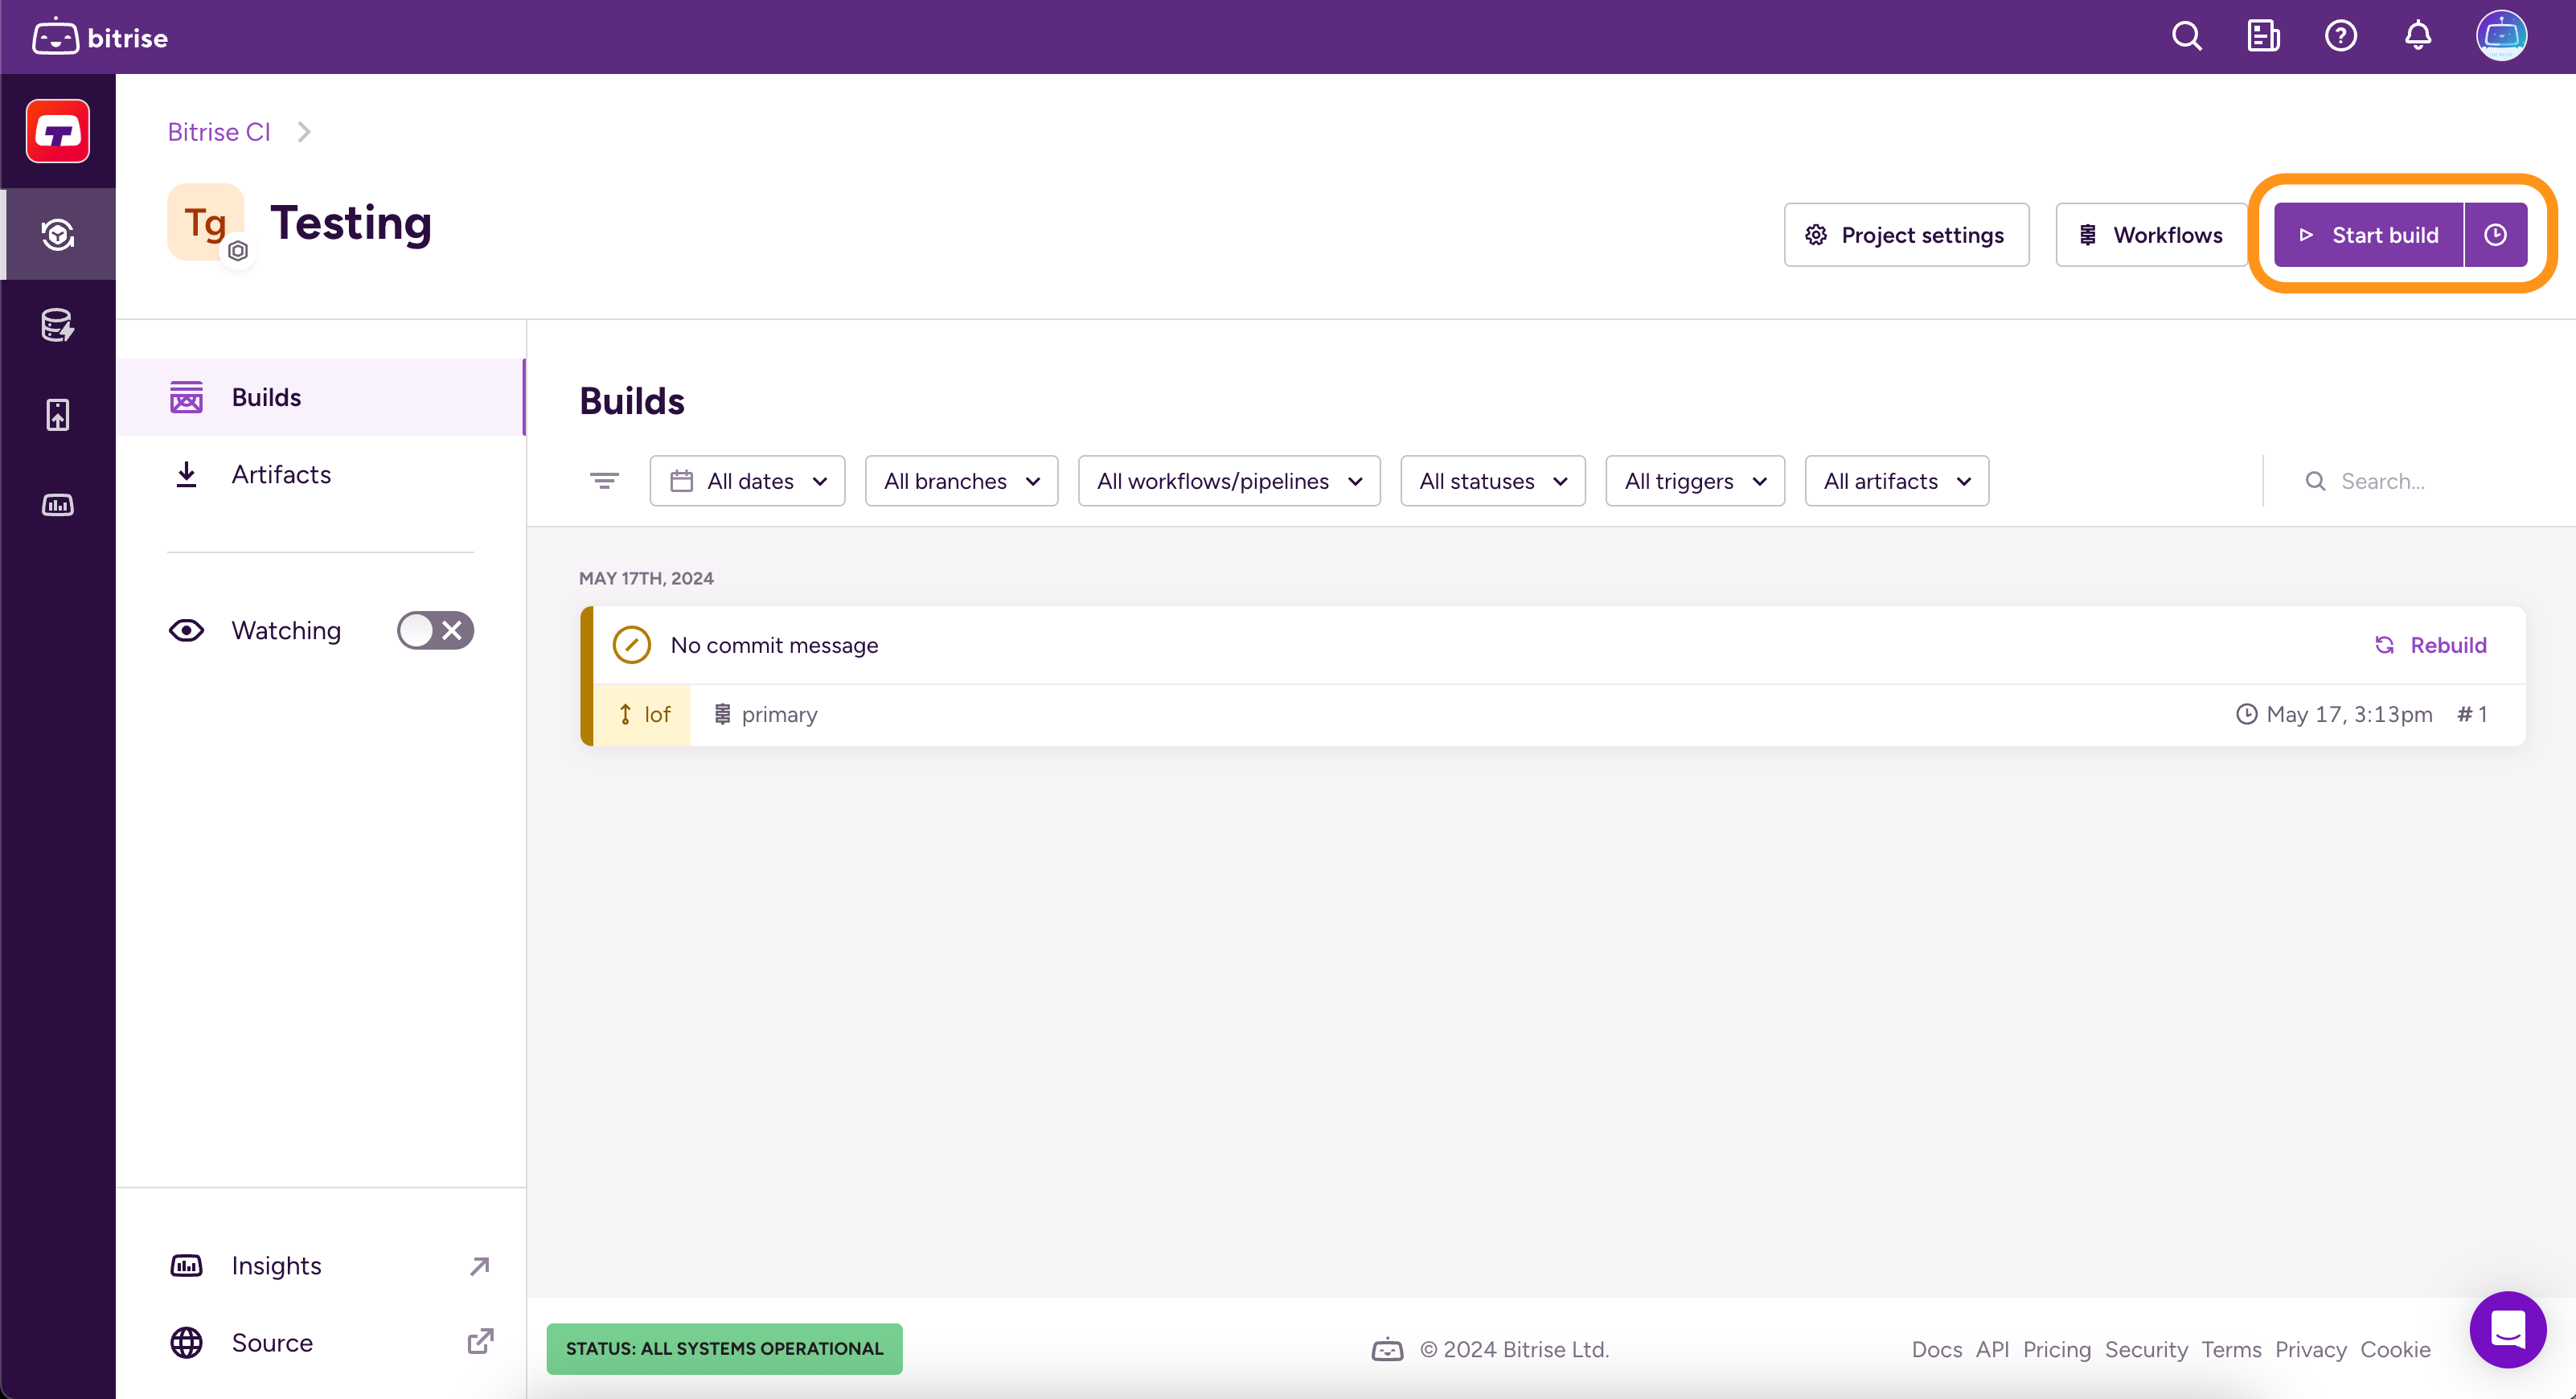 bitrise
Bitrise CI
Tg
Testing
Project settings
Workflows
Start build
Builds
Artifacts
Watching
Insights
Source
Builds
All dates
All branches
All workflows/pipelines
All statuses
All triggers
All artifacts
Search...
MAY 17TH, 2024
No commit message
Rebuild
lof
primary
May 17, 3:13pm
# 1
STATUS: ALL SYSTEMS OPERATIONAL
© 2024 Bitrise Ltd.
Docs API Pricing Security Terms Privacy Cookie